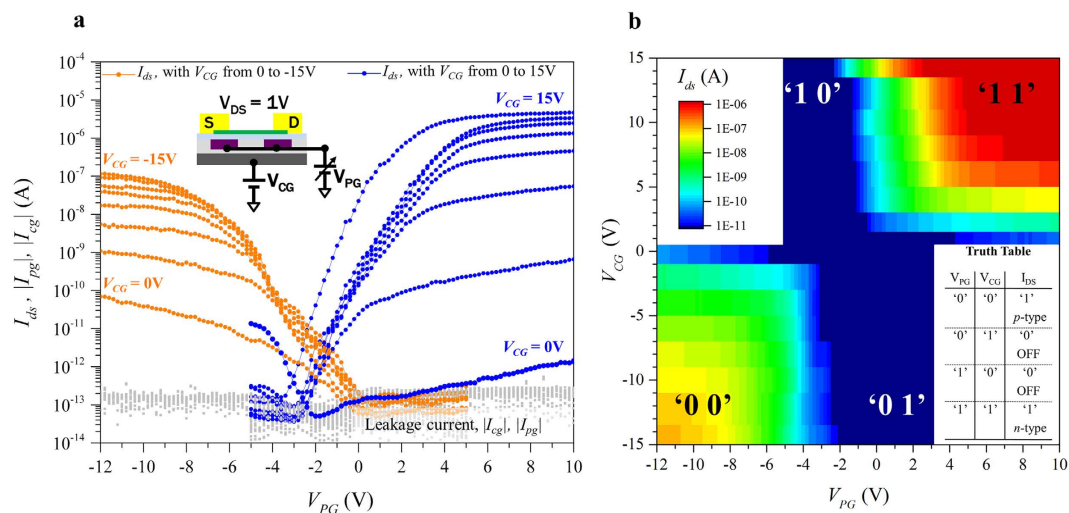 a
b
I_ds, with V_CG from 0 to -15V
I_ds, with V_CG from 0 to 15V
V_DS = 1V
S
D
V_CG
V_PG
V_CG = 15V
V_CG = -15V
V_CG = 0V
V_CG = 0V
Leakage current, |I_cg|, |I_pg|
I_ds, |I_pg|, |I_cg| (A)
10^-4
10^-5
10^-6
10^-7
10^-8
10^-9
10^-10
10^-11
10^-12
10^-13
10^-14
-12 -10 -8 -6 -4 -2 0 2 4 6 8 10
V_PG (V)
I_ds (A)
1E-06
1E-07
1E-08
1E-09
1E-10
1E-11
‘1 0’
‘1 1’
‘0 0’
‘0 1’
Truth Table
V_PG V_CG I_DS
‘0’ ‘0’ ‘1’
p-type
‘0’ ‘1’ ‘0’
OFF
‘1’ ‘0’ ‘0’
OFF
‘1’ ‘1’ ‘1’
n-type
V_CG (V)
15
10
5
0
-5
-10
-15
-12 -10 -8 -6 -4 -2 0 2 4 6 8 10
V_PG (V)